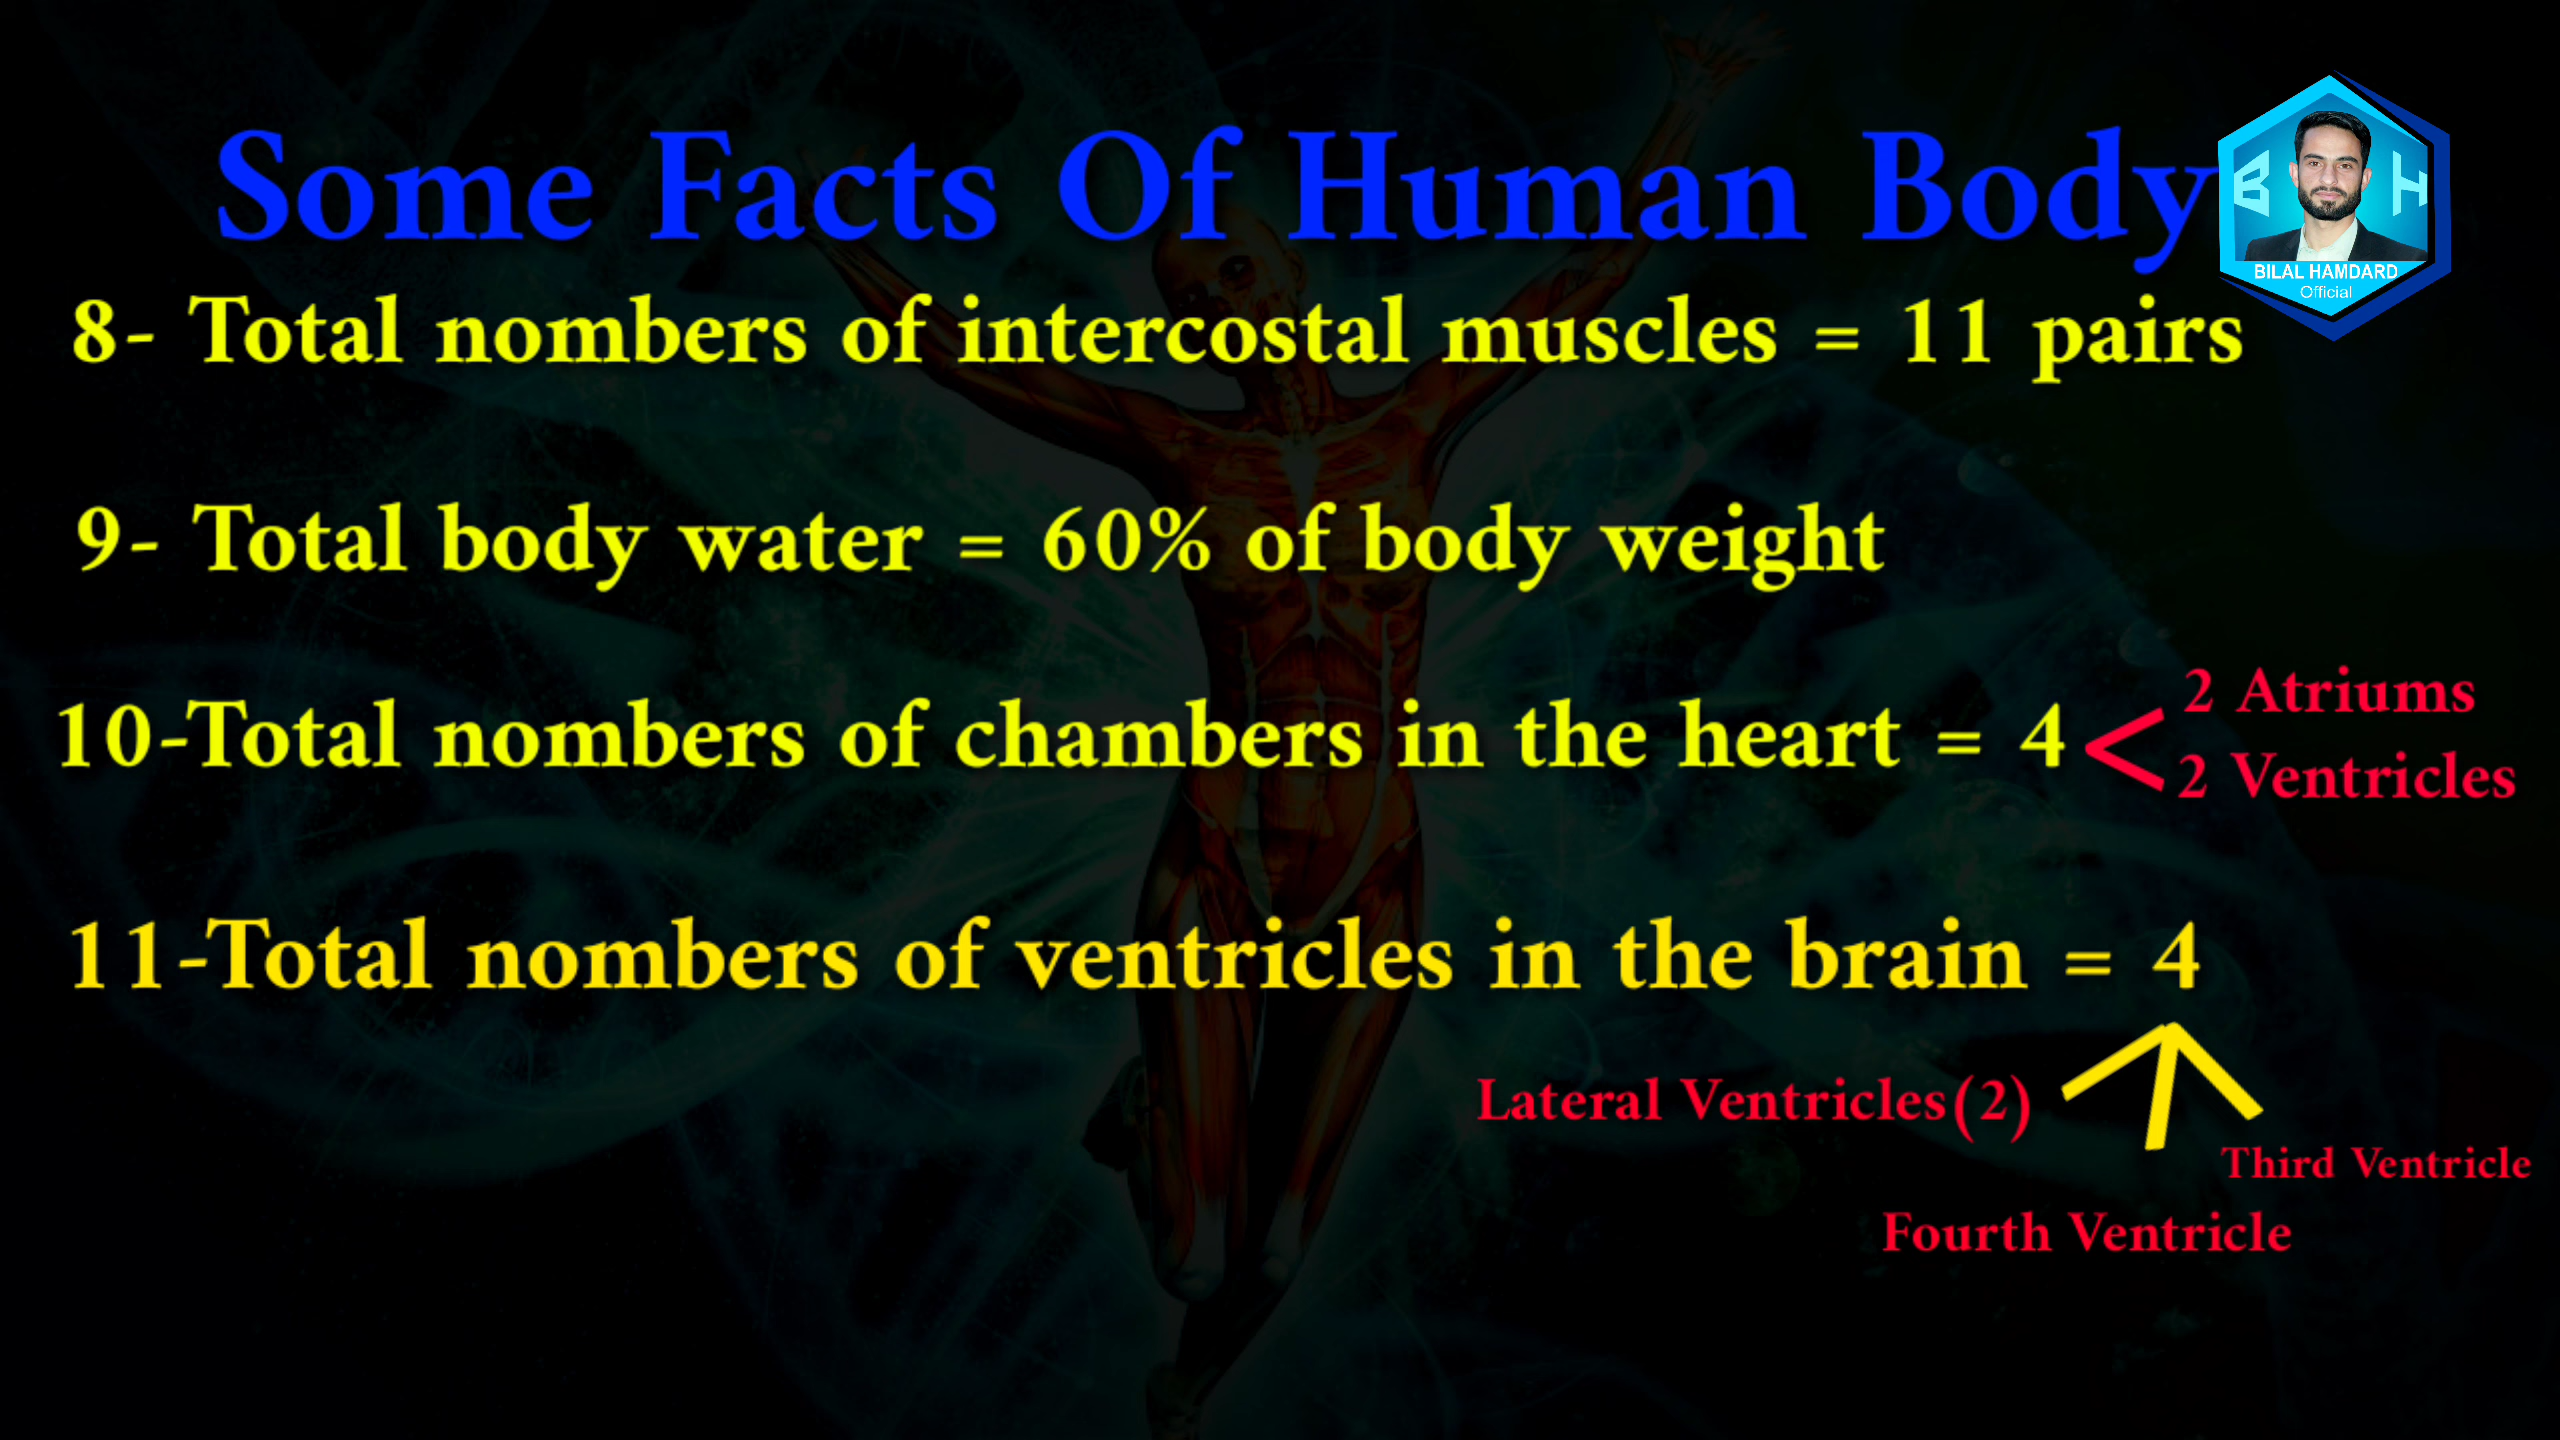 Some Facts Of Human Body
B H
BILAL HAMDARD
Official
8- Total nombers of intercostal muscles = 11 pairs
9- Total body water = 60% of body weight
10-Total nombers of chambers in the heart = 4 < 2 Atriums
2 Ventricles
11-Total nombers of ventricles in the brain = 4
Lateral Ventricles(2)
Third Ventricle
Fourth Ventricle